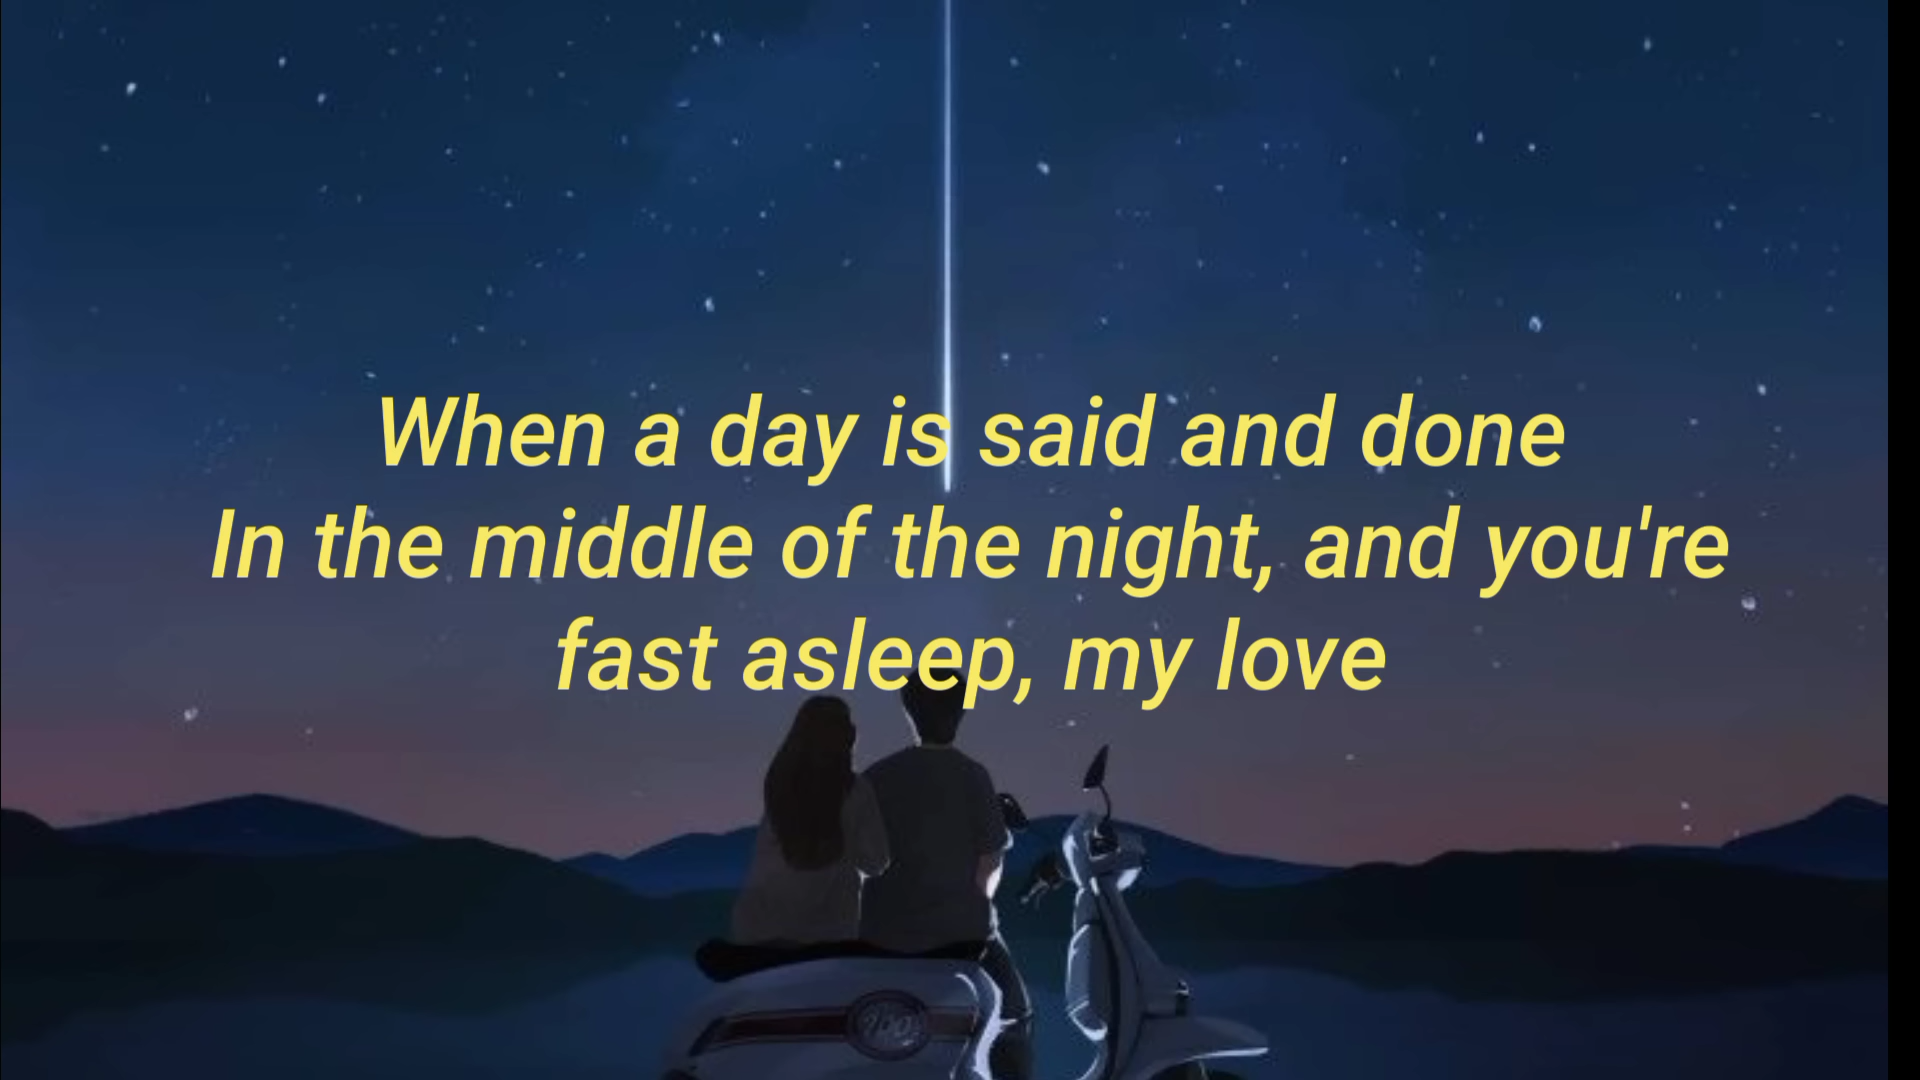 When a day is said and done
In the middle of the night, and you're
fast asleep, my love